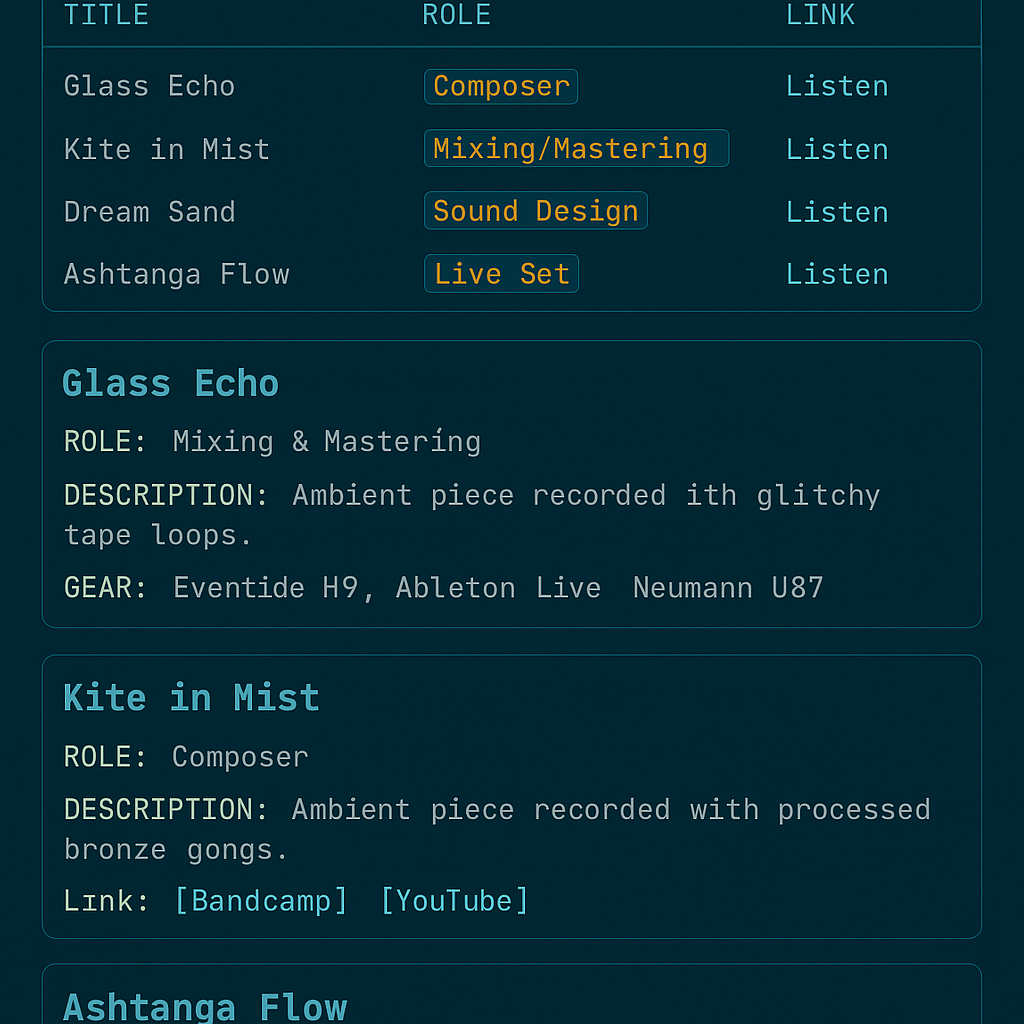 TITLE ROLE LINK
Glass Echo Composer Listen
Kite in Mist Mixing/Mastering Listen
Dream Sand Sound Design Listen
Ashtanga Flow Live Set Listen
Glass Echo
ROLE: Mixing & Masteríng
DESCRIPTION: Ambient piece recorded ith glitchy
tape loops.
GEAR: Eventide H9, Ableton Live Neumann U87
Kite in Mist
ROLE: Composer
DESCRIPTION: Ambient piece recorded with processed
bronze gongs.
Lınk: [Bandcamp] [YouTube]
Ashtanga Flow